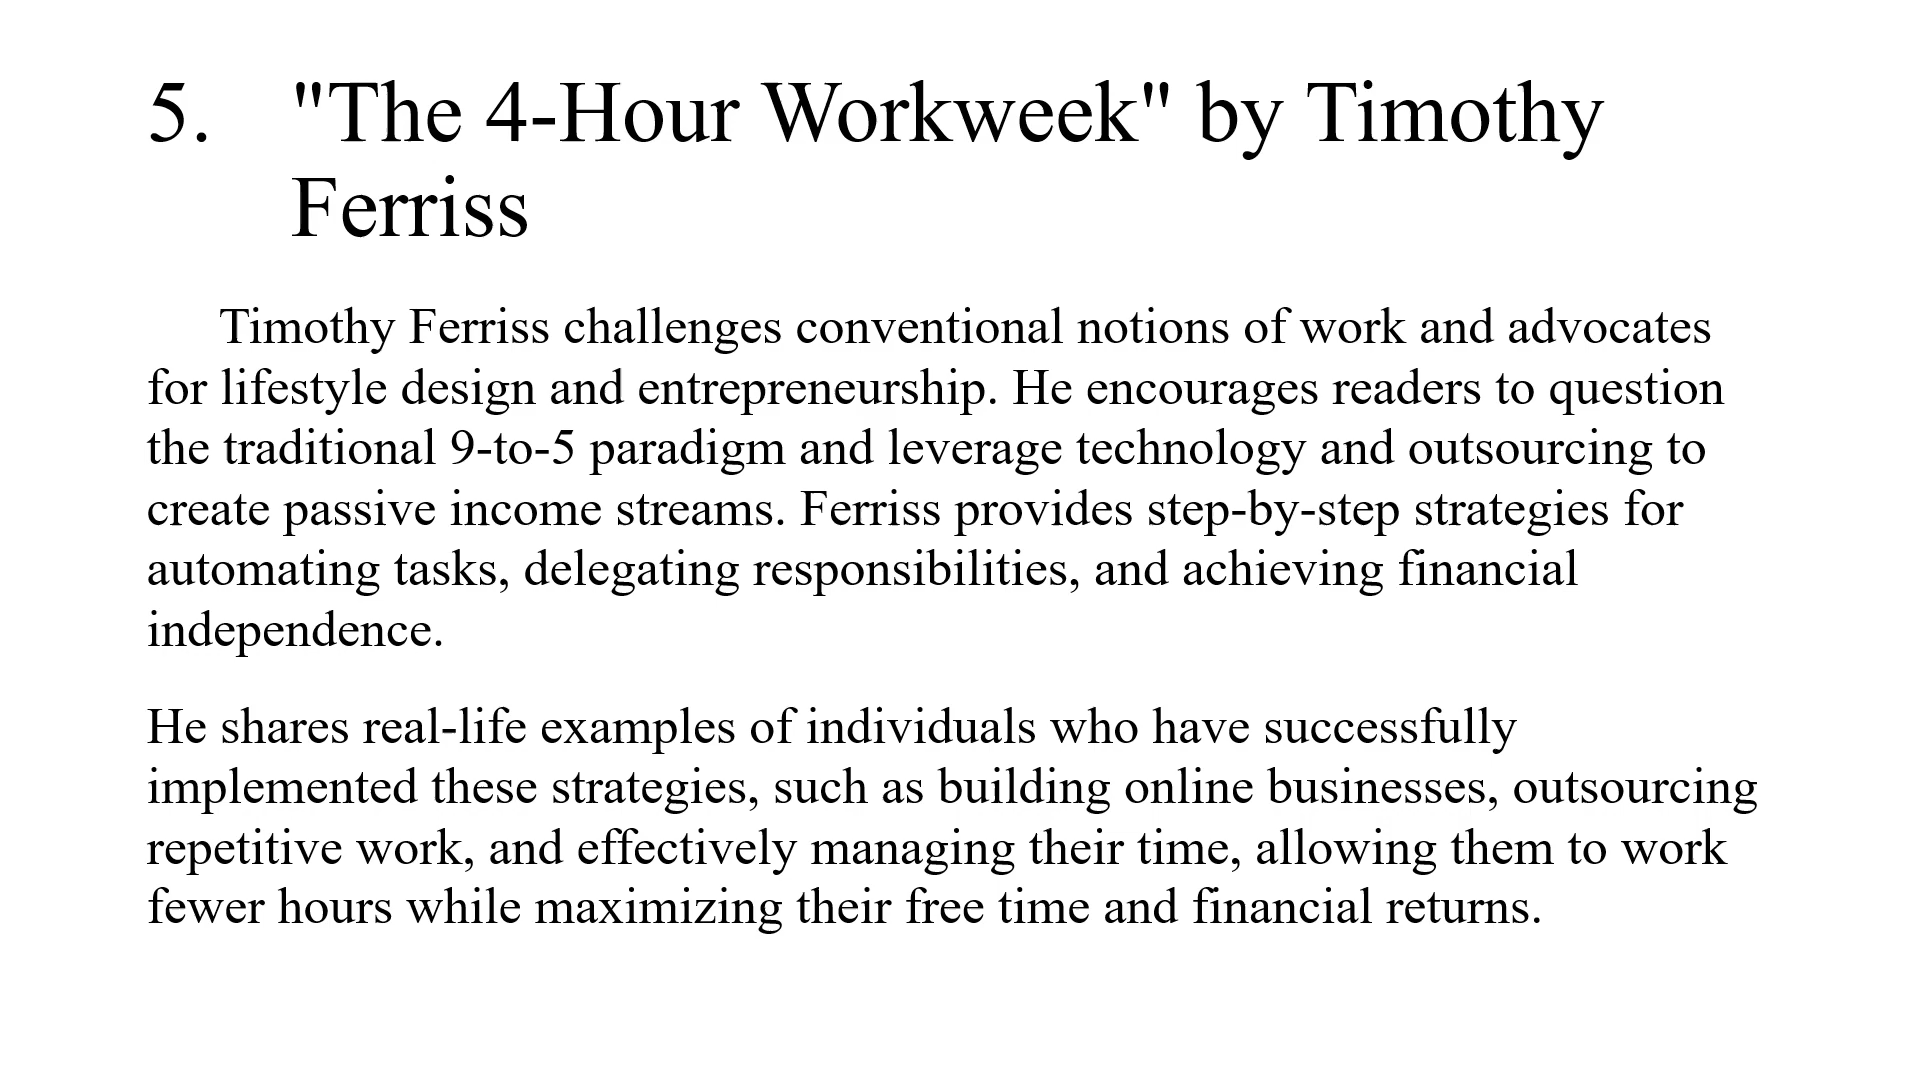 5. "The 4-Hour Workweek" by Timothy
Ferriss
Timothy Ferriss challenges conventional notions of work and advocates
for lifestyle design and entrepreneurship. He encourages readers to question
the traditional 9-to-5 paradigm and leverage technology and outsourcing to
create passive income streams. Ferriss provides step-by-step strategies for
automating tasks, delegating responsibilities, and achieving financial
independence.
He shares real-life examples of individuals who have successfully
implemented these strategies, such as building online businesses, outsourcing
repetitive work, and effectively managing their time, allowing them to work
fewer hours while maximizing their free time and financial returns.